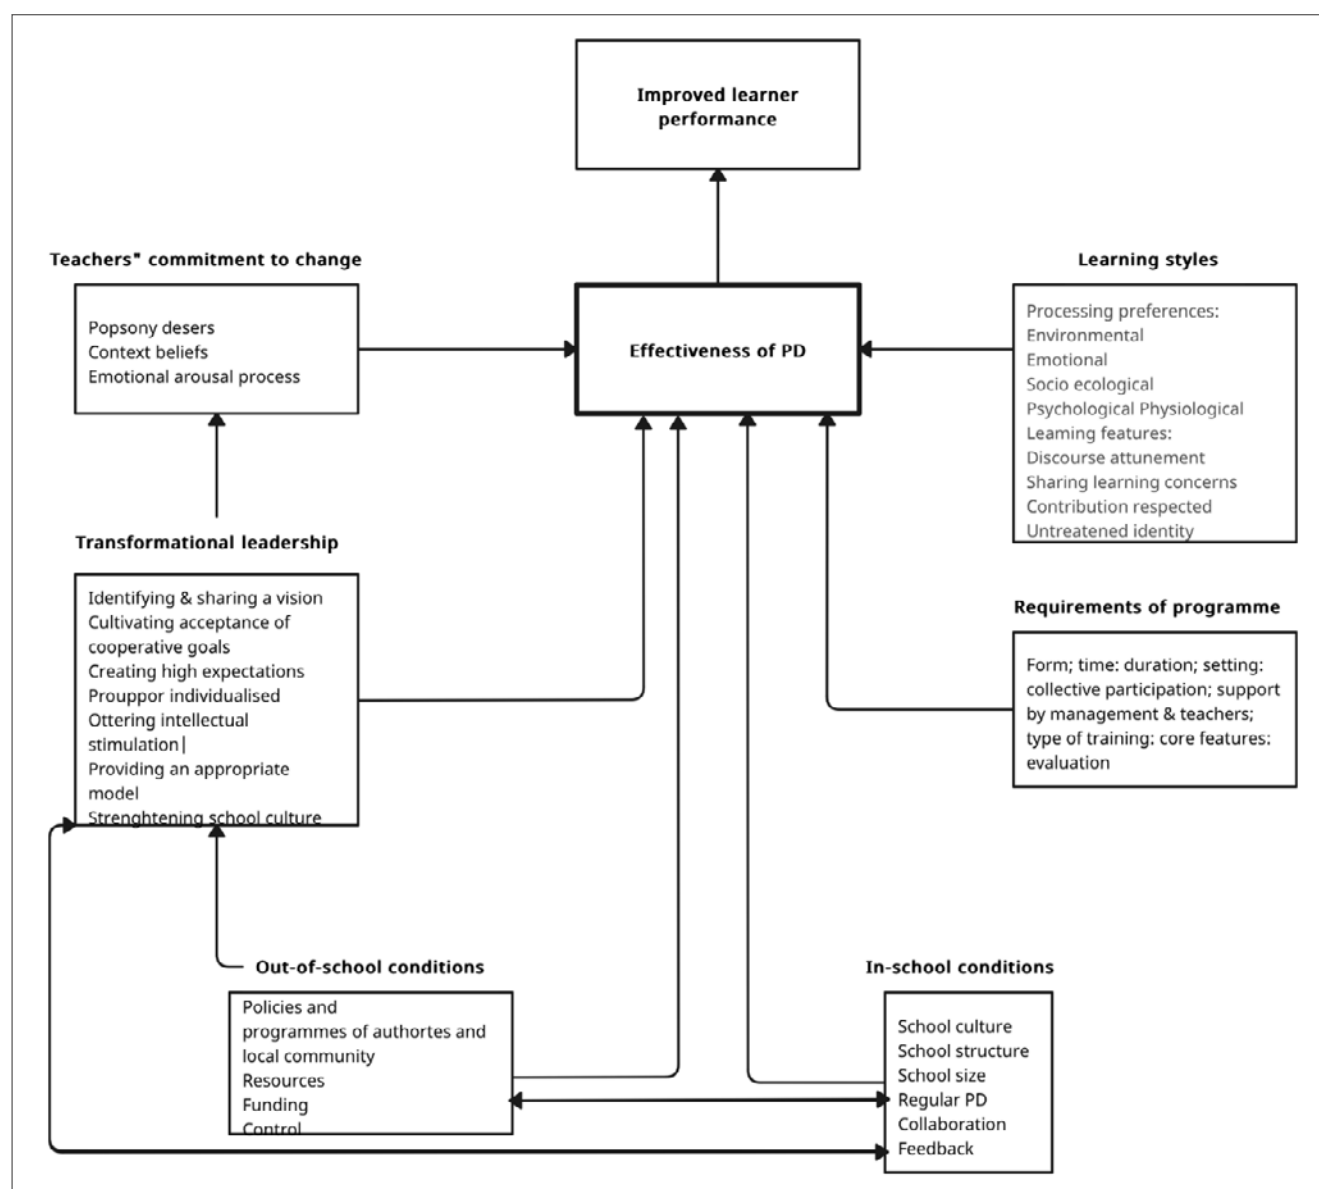 Improved learner
performance
Teachers" commitment to change
Popsony desers
Context beliefs
Emotional arousal process
Effectiveness of PD
Learning styles
Processing preferences:
Environmental
Emotional
Socio ecological
Psychological Physiological
Leaming features:
Discourse attunement
Sharing learning concerns
Contribution respected
Untreatened identity
Transformational leadership
Identifying & sharing a vision
Cultivating acceptance of
cooperative goals
Creating high expectations
Prouppor individualised
Ottering intellectual
stimulation|
Providing an appropriate
model
Strenghtening school culture
Requirements of programme
Form; time: duration; setting:
collective participation; support
by management & teachers;
type of training: core features:
evaluation
Out-of-school conditions
Policies and
programmes of authortes and
local community
Resources
Funding
Control
In-school conditions
School culture
School structure
School size
Regular PD
Collaboration
Feedback